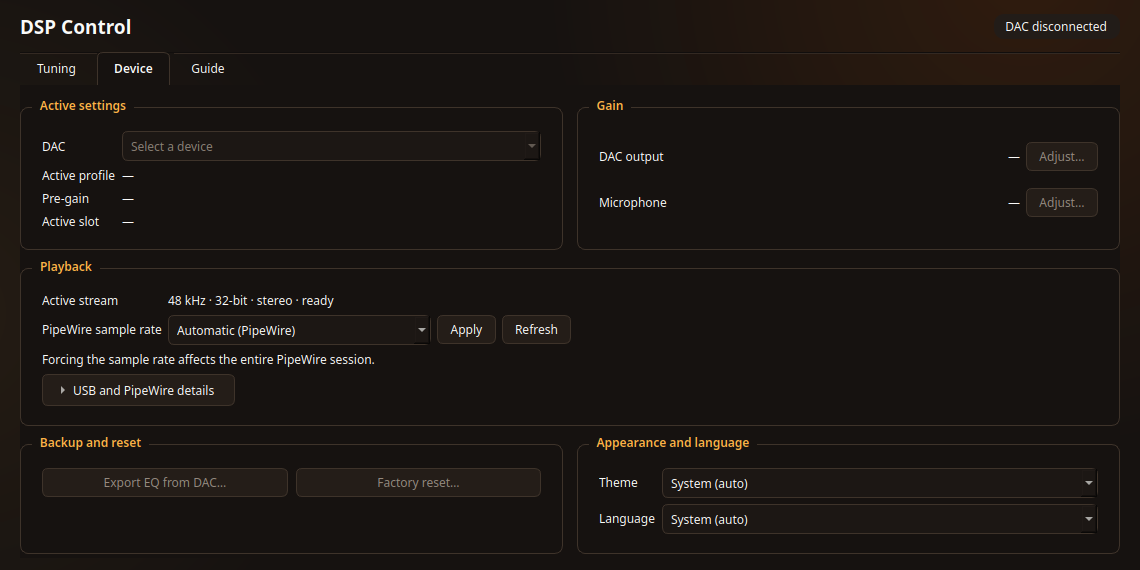 DSP Control
DAC disconnected
Tuning
Device
Guide
Active settings
DAC
Select a device
Active profile —
Pre-gain —
Active slot —
Gain
DAC output — Adjust...
Microphone — Adjust...
Playback
Active stream 48 kHz · 32-bit · stereo · ready
PipeWire sample rate Automatic (PipeWire) Apply Refresh
Forcing the sample rate affects the entire PipeWire session.
USB and PipeWire details
Backup and reset
Export EQ from DAC... Factory reset...
Appearance and language
Theme System (auto)
Language System (auto)